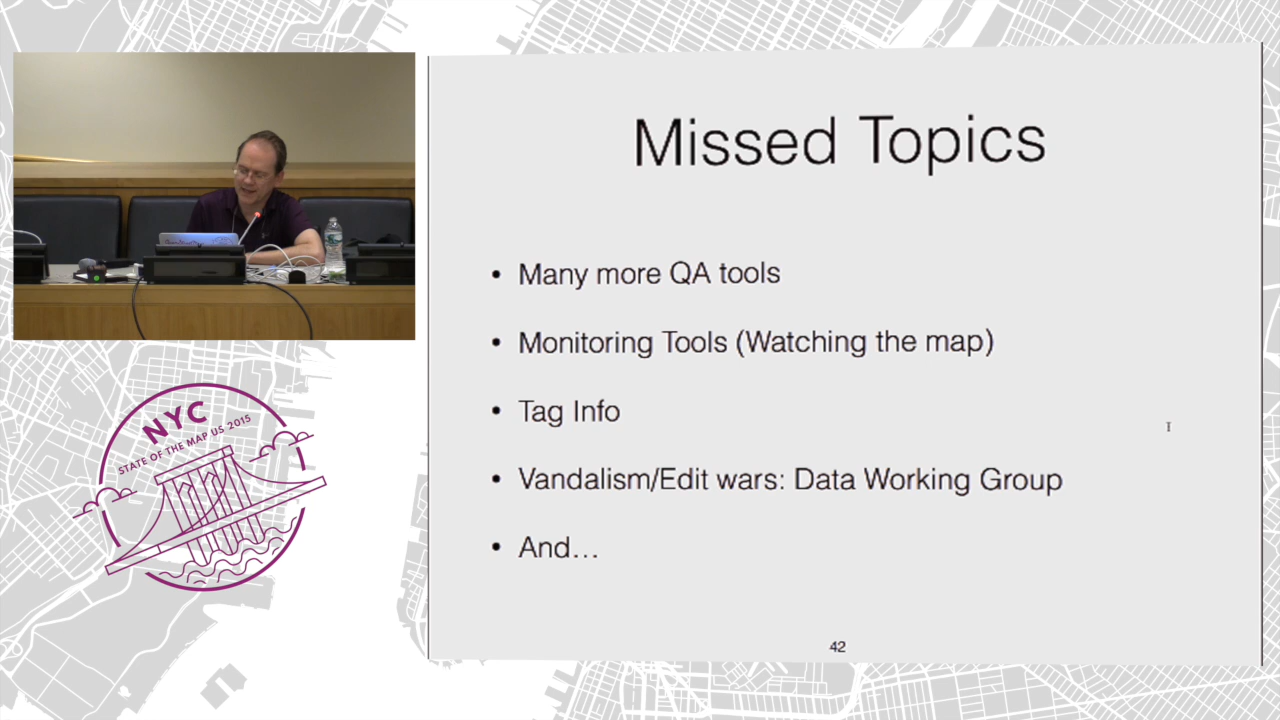 Missed Topics
• Many more QA tools
• Monitoring Tools (Watching the map)
• Tag Info
• Vandalism/Edit wars: Data Working Group
• And…
42
NYC
STATE OF THE MAP US 2015